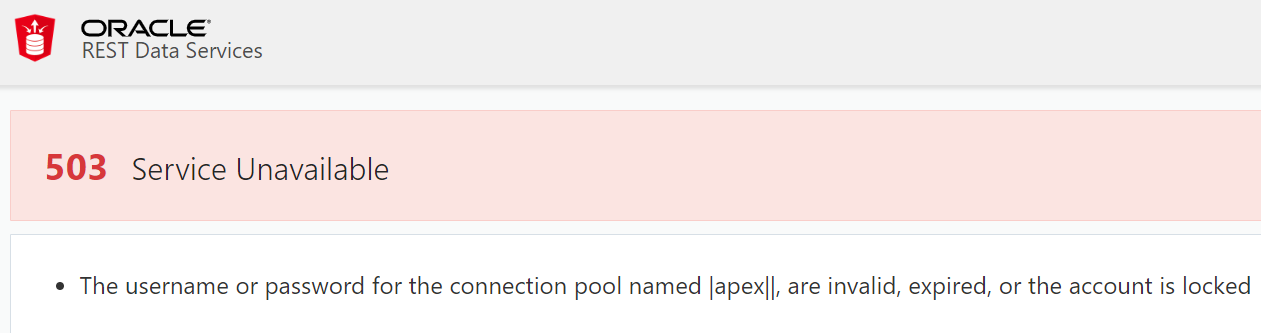 ORACLE®
REST Data Services
503 Service Unavailable
• The username or password for the connection pool named |apex||, are invalid, expired, or the account is locked